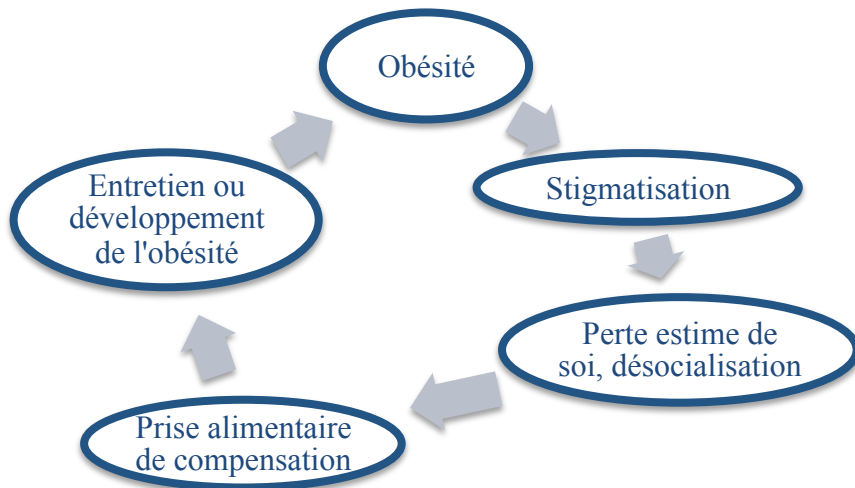 Obésité
Stigmatisation
Perte estime de
soi, désocialisation
Prise alimentaire
de compensation
Entretien ou
développement
de l'obésité